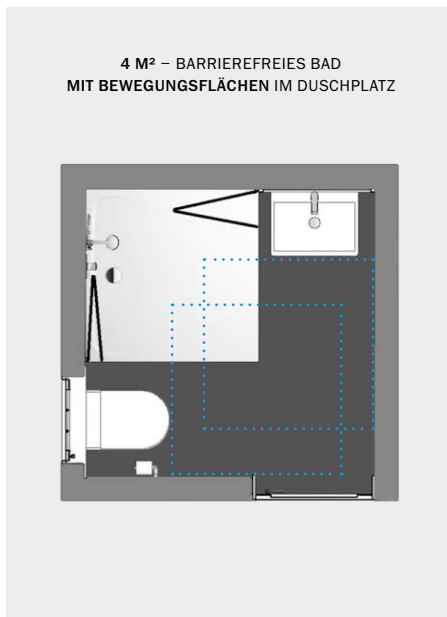 4 M² – BARRIEREFREIES BAD
MIT BEWEGUNGSFLÄCHEN IM DUSCHPLATZ